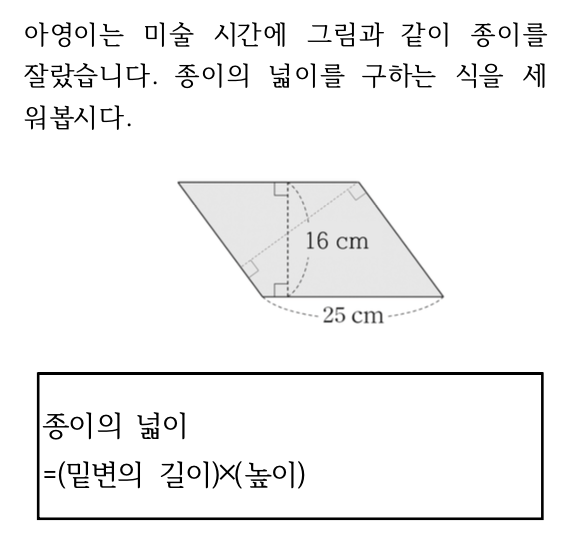 아영이는 미술 시간에 그림과 같이 종이를
잘랐습니다. 종이의 넓이를 구하는 식을 세
워봅시다.
16 cm
25 cm
종이의 넓이
=(밑변의 길이)×(높이)